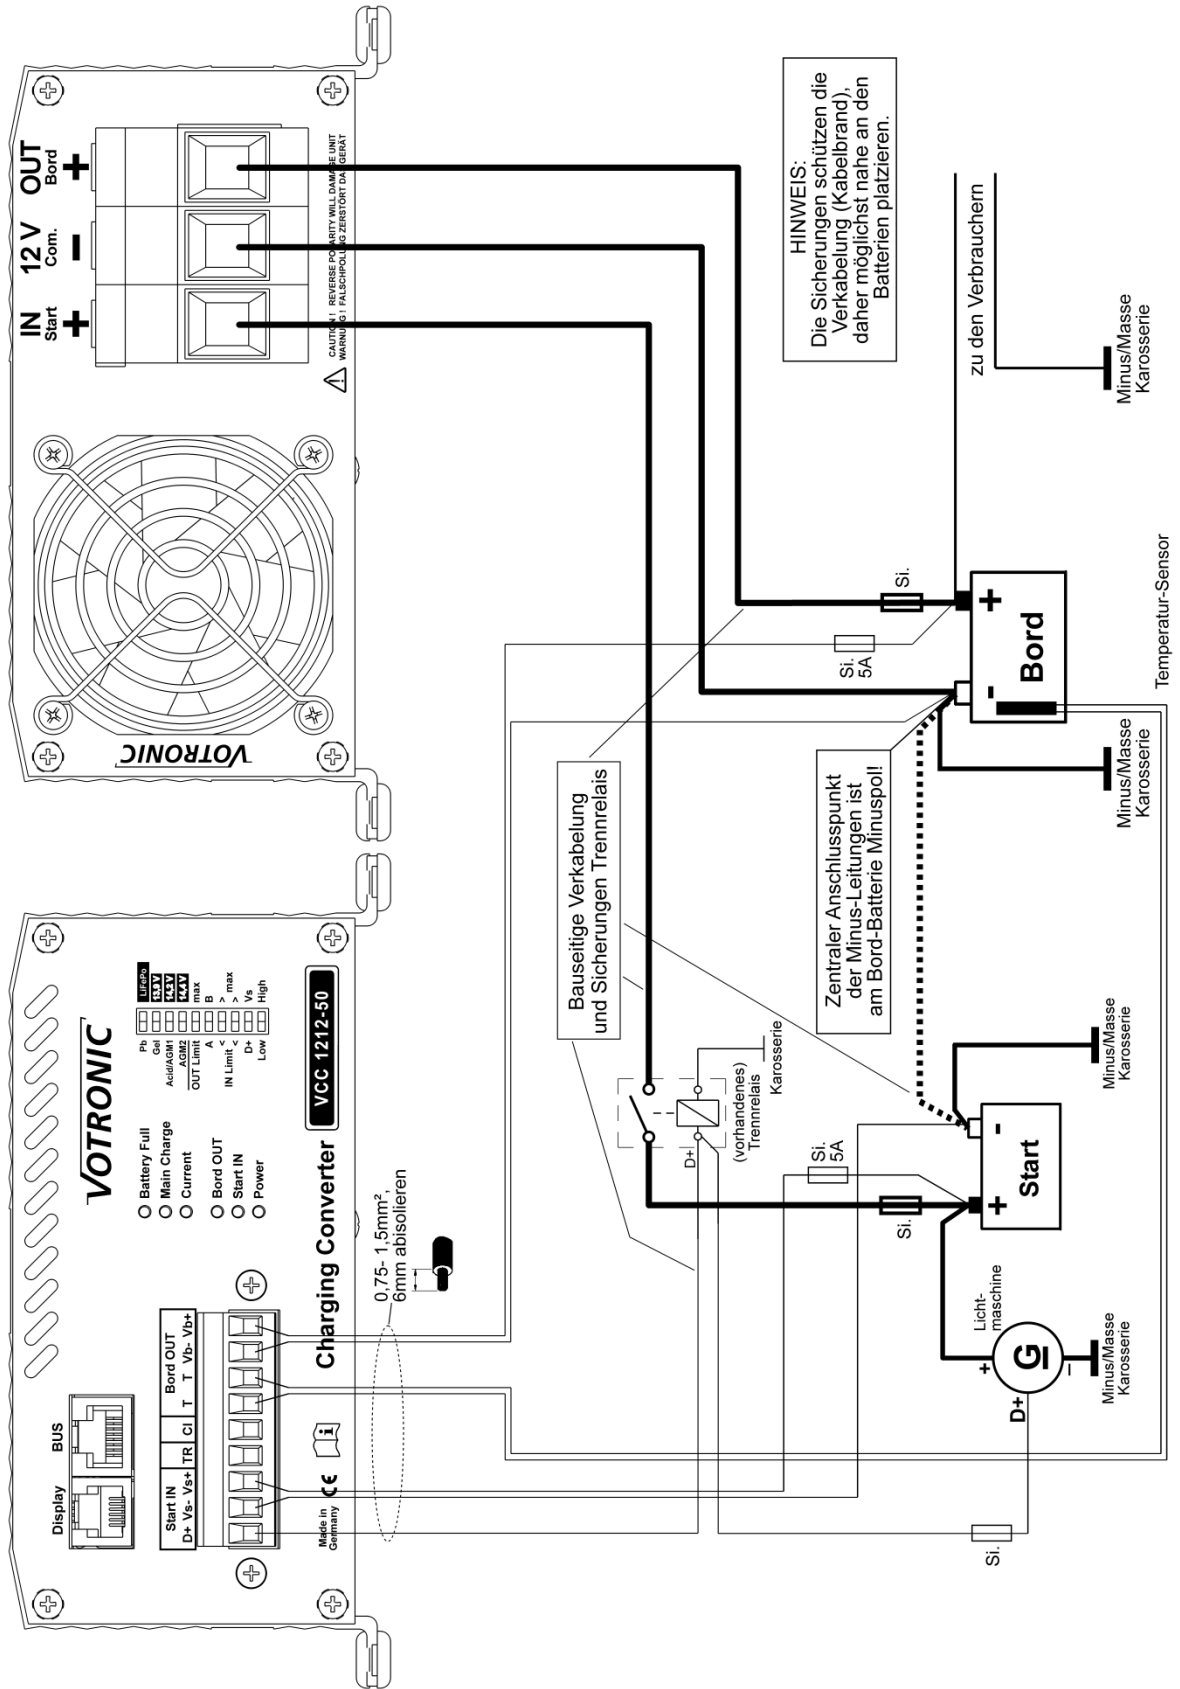 VOTRONIC
Display
BUS
Start IN
D+ Vs- Vs+
TR
CI
Bord OUT
T T Vb- Vb+
Battery Full
Main Charge
Current
Bord OUT
Start IN
Power
Pb
LiFePo
Gel
Acid/AGM1
14,2 V
AGM2
14,4 V
OUT Limit
max
A
B
IN Limit <
> max
<
>
D+
Vs
Low
High
Made in
Germany
CE
i
Charging Converter
VCC 1212-50
0,75- 1,5mm²,
6mm abisolieren
VOTRONIC
IN
Start
+
12 V
Com.
-
OUT
Bord
+
CAUTION ! REVERSE POLARITY WILL DAMAGE UNIT
WARNUNG ! FALSCHPOLUNG ZERSTÖRT DAS GERÄT
HINWEIS:
Die Sicherungen schützen die
Verkabelung (Kabelbrand),
daher möglichst nahe an den
Batterien platzieren.
Bauseitige Verkabelung
und Sicherungen Trennrelais
D+
(vorhandenes)
Trennrelais
Karosserie
Zentraler Anschlusspunkt
der Minus-Leitungen ist
am Bord-Batterie Minuspol!
Si.
Si.
5A
Si.
Si.
5A
Si.
Licht-
maschine
+
G
–
D+
Minus/Masse
Karosserie
+
-
Start
Minus/Masse
Karosserie
-
+
Bord
Minus/Masse
Karosserie
zu den Verbrauchern
Minus/Masse
Karosserie
Temperatur-Sensor